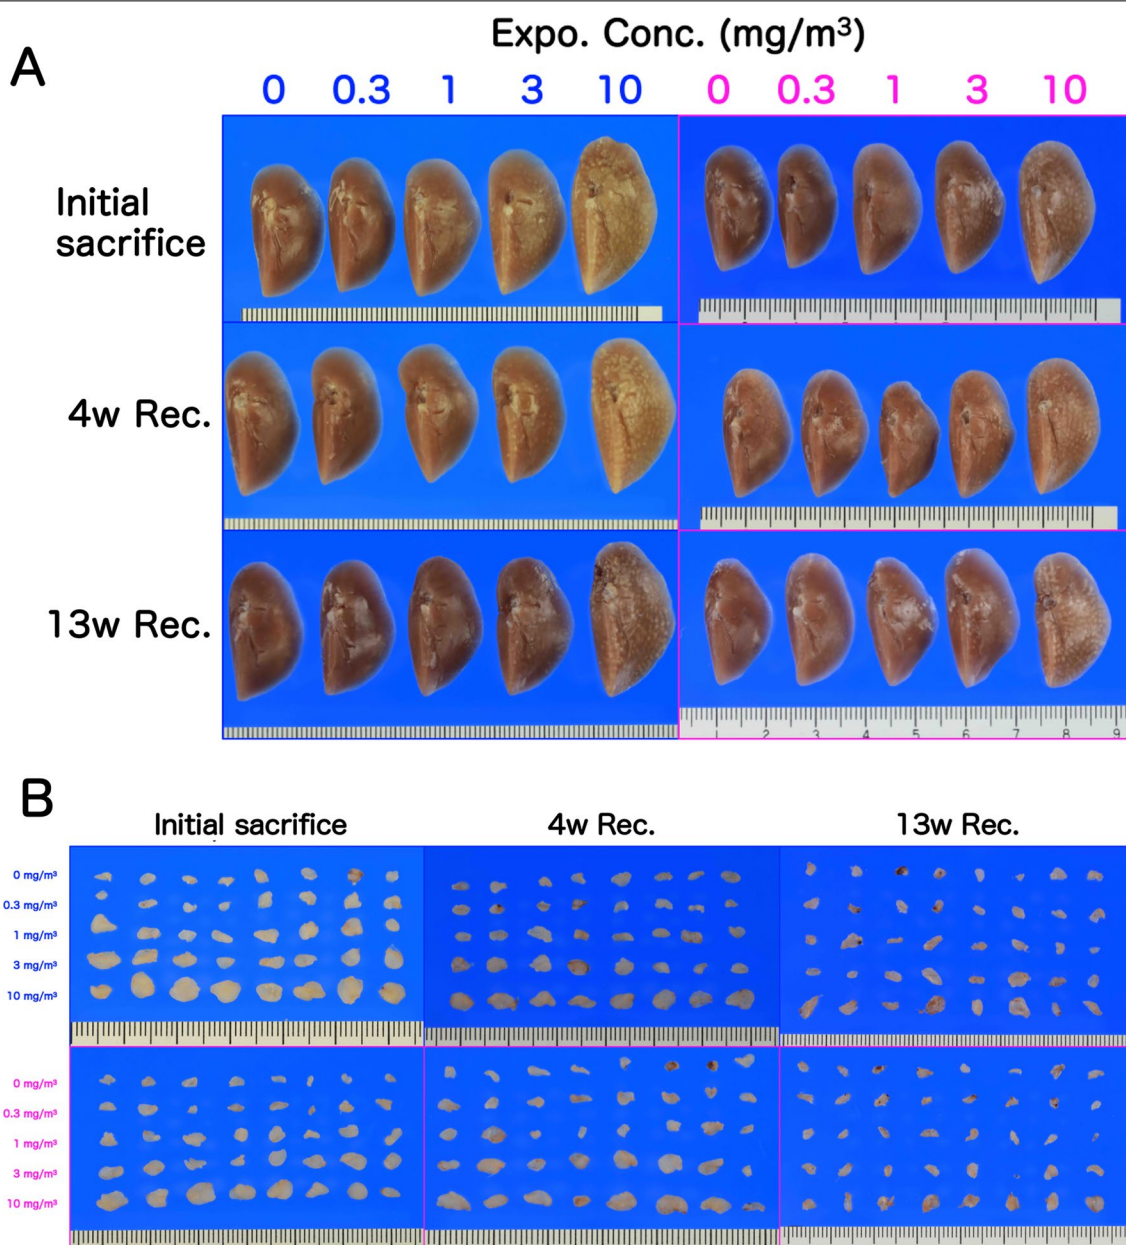 Expo. Conc. (mg/m³)
A
0 0.3 1 3 10 0 0.3 1 3 10
Initial
sacrifice
4w Rec.
13w Rec.
1 2 3 4 5 6 7 8 9
B
Initial sacrifice 4w Rec. 13w Rec.
0 mg/m³
0.3 mg/m³
1 mg/m³
3 mg/m³
10 mg/m³
0 mg/m³
0.3 mg/m³
1 mg/m³
3 mg/m³
10 mg/m³